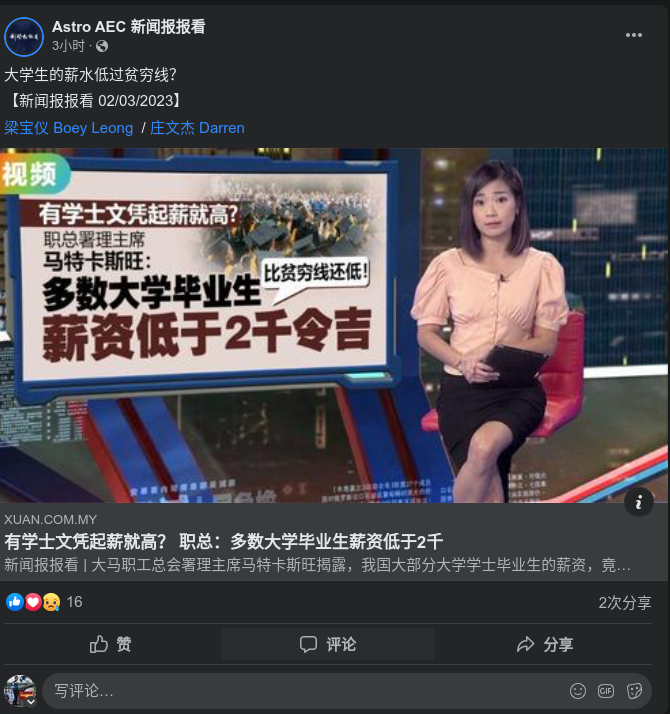 Astro AEC 新闻报报看
3小时
大学生的薪水低过贫穷线?
【新闻报报看 02/03/2023】
梁宝仪 Boey Leong / 庄文杰 Darren
视频
有学士文凭起薪就高?
职总署理主席
马特卡斯旺:
比贫穷线还低!
多数大学毕业生
薪资低于2千令吉
XUAN.COM.MY
有学士文凭起薪就高? 职总：多数大学毕业生薪资低于2千
新闻报报看 | 大马职工总会署理主席马特卡斯旺揭露，我国大部分大学学士毕业生的薪资，竟…
16
2次分享
赞
评论
分享
写评论…
GIF